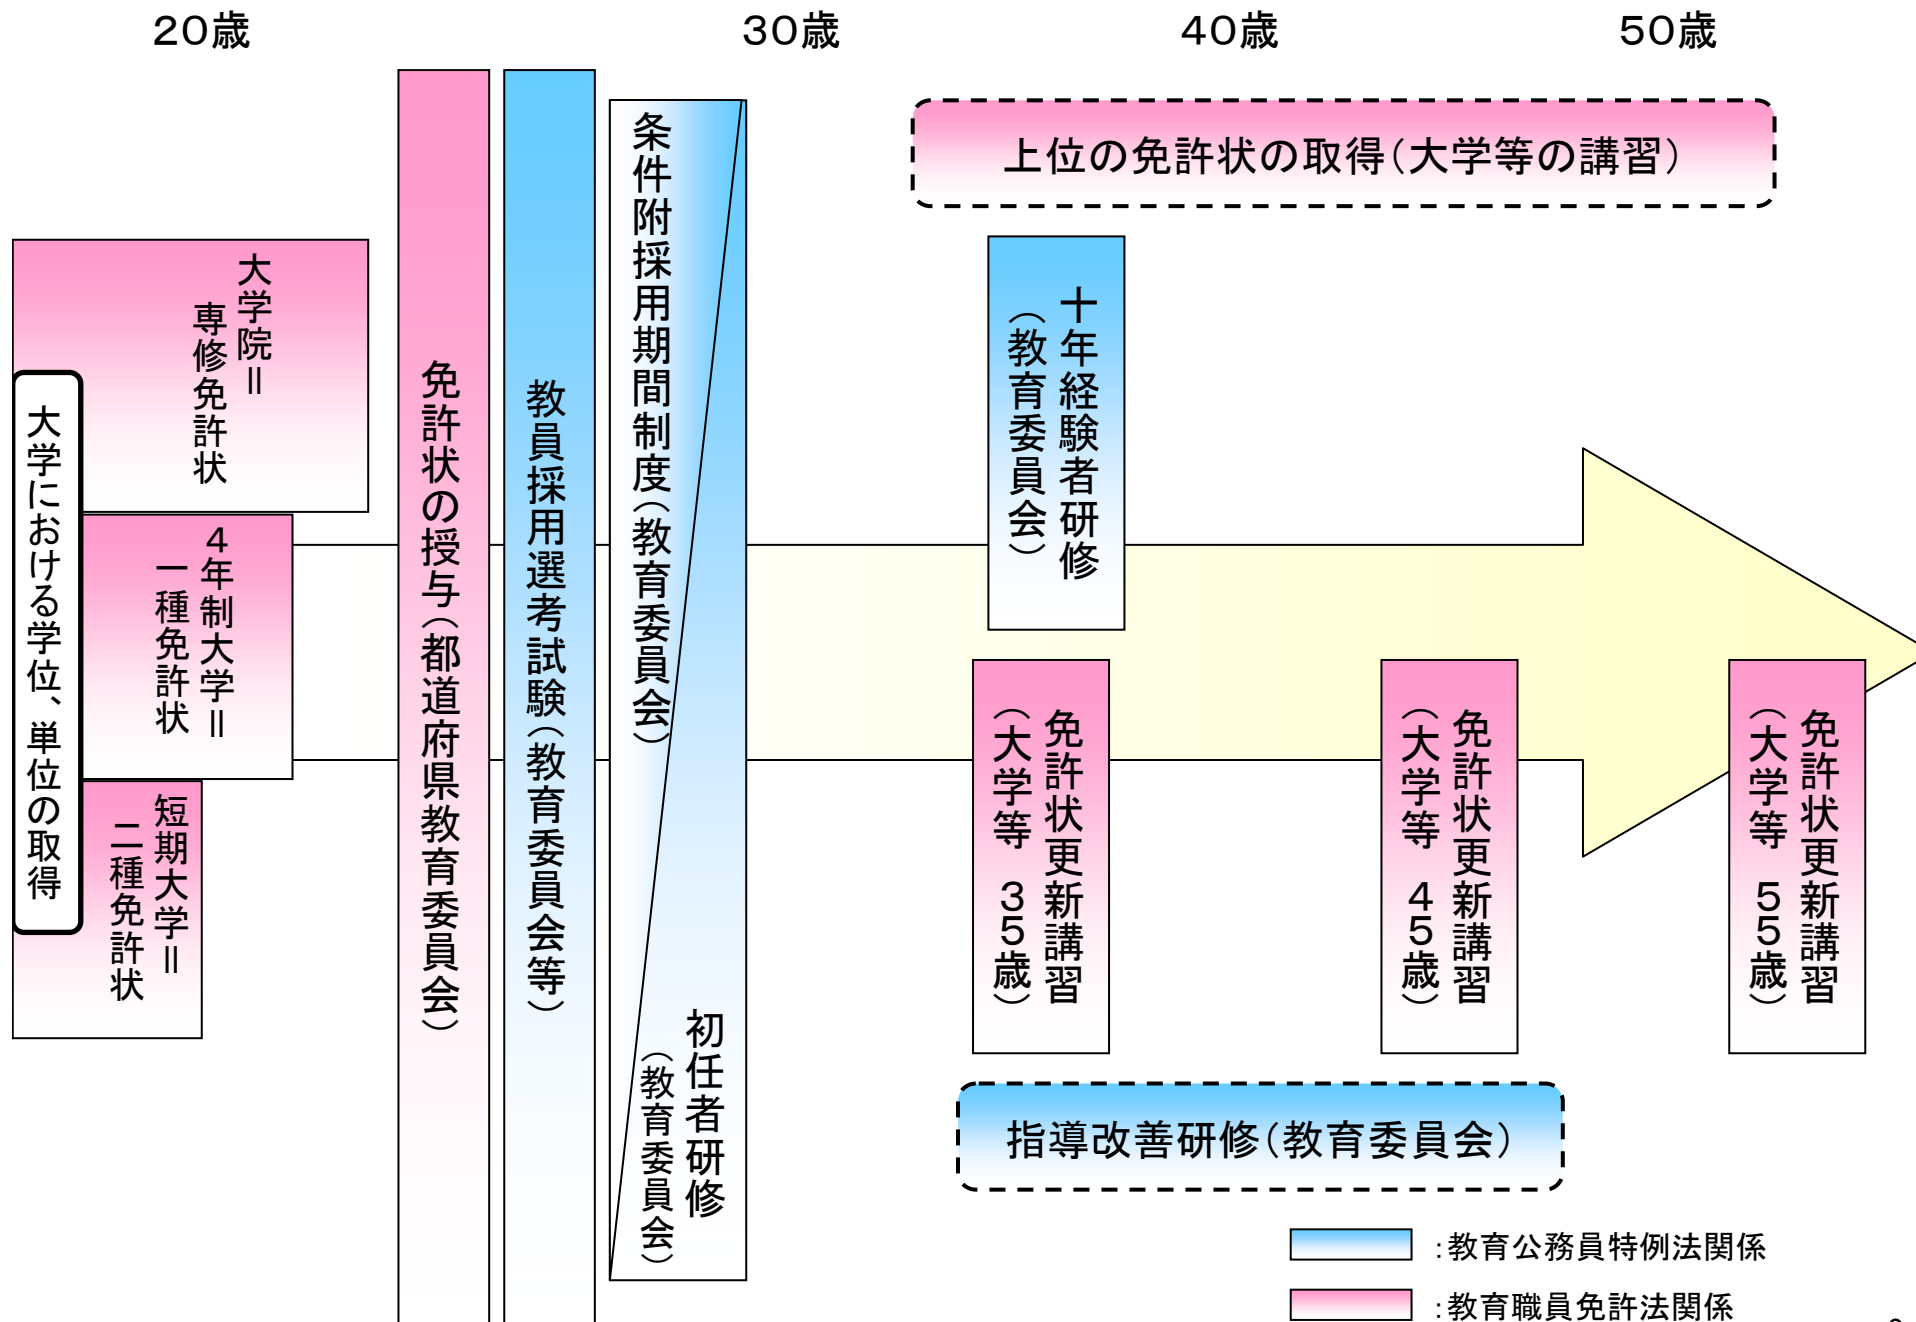 20歳
30歳
40歳
50歳
上位の免許状の取得(大学等の講習)
大学院＝
専修免許状
大学における学位、単位の取得
4年制大学＝
一種免許状
短期大学＝
二種免許状
免許状の授与(都道府県教育委員会)
教員採用選考試験(教育委員会等)
条件附採用期間制度(教育委員会)
初任者研修
(教育委員会)
十年経験者研修
(教育委員会)
免許状更新講習
(大学等 35歳)
免許状更新講習
(大学等 45歳)
免許状更新講習
(大学等 55歳)
指導改善研修(教育委員会)
:教育公務員特例法関係
:教育職員免許法関係